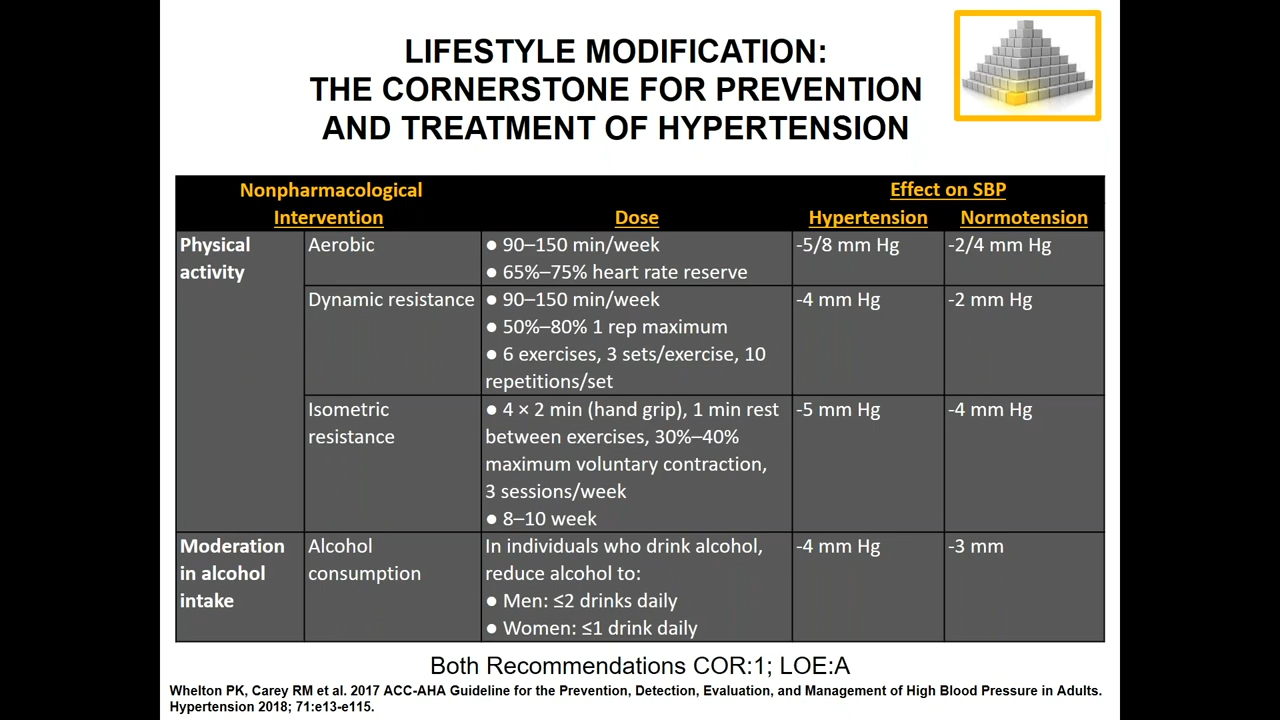 LIFESTYLE MODIFICATION:
THE CORNERSTONE FOR PREVENTION
AND TREATMENT OF HYPERTENSION
Nonpharmacological
Intervention
Dose
Effect on SBP
Hypertension
Normotension
Physical
activity
Aerobic
● 90–150 min/week
● 65%–75% heart rate reserve
-5/8 mm Hg
-2/4 mm Hg
Dynamic resistance
● 90–150 min/week
● 50%–80% 1 rep maximum
● 6 exercises, 3 sets/exercise, 10
repetitions/set
-4 mm Hg
-2 mm Hg
Isometric
resistance
● 4 × 2 min (hand grip), 1 min rest
between exercises, 30%–40%
maximum voluntary contraction,
3 sessions/week
● 8–10 week
-5 mm Hg
-4 mm Hg
Moderation
in alcohol
intake
Alcohol
consumption
In individuals who drink alcohol,
reduce alcohol to:
● Men: ≤2 drinks daily
● Women: ≤1 drink daily
-4 mm Hg
-3 mm
Both Recommendations COR:1; LOE:A
Whelton PK, Carey RM et al. 2017 ACC-AHA Guideline for the Prevention, Detection, Evaluation, and Management of High Blood Pressure in Adults.
Hypertension 2018; 71:e13-e115.